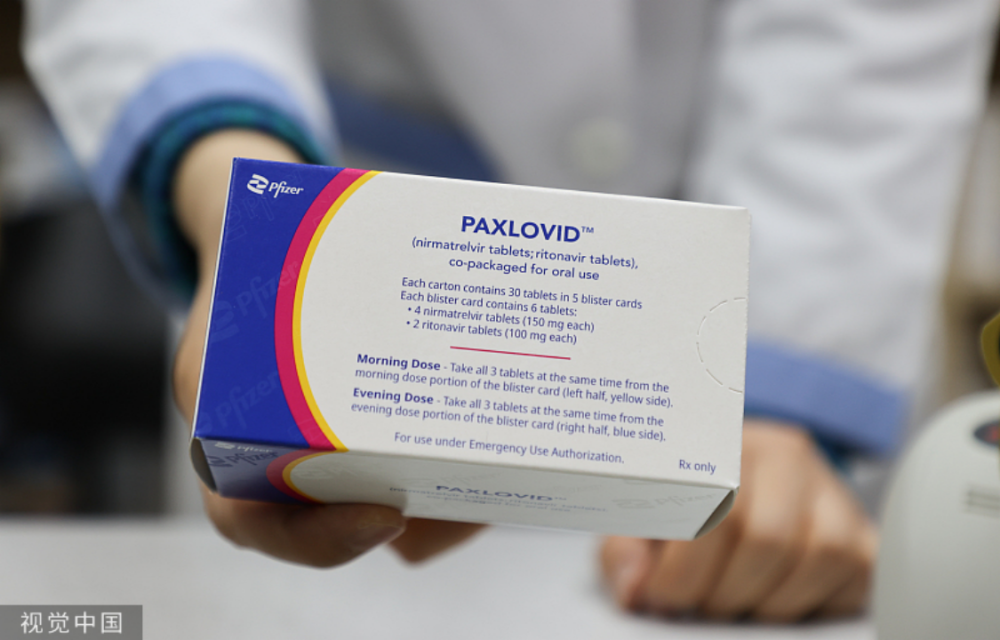 Pfizer
PAXLOVID™
(nirmatrelvir tablets; ritonavir tablets),
co-packaged for oral use
Each carton contains 30 tablets in 5 blister cards
Each blister card contains 6 tablets:
• 4 nirmatrelvir tablets (150 mg each)
• 2 ritonavir tablets (100 mg each)
Morning Dose - Take all 3 tablets at the same time from the
morning dose portion of the blister card (left half, yellow side).
Evening Dose - Take all 3 tablets at the same time from the
evening dose portion of the blister card (right half, blue side).
For use under Emergency Use Authorization.
Rx only
Pfizer
PAXLOVID™
视觉中国